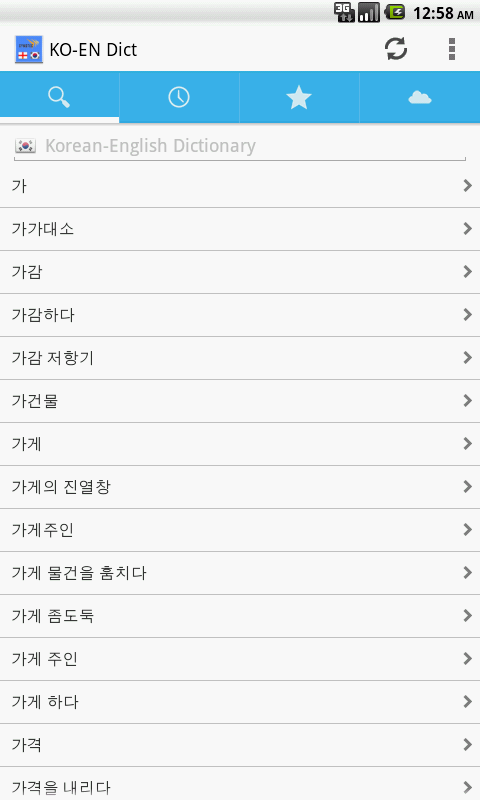 3G 12:58 AM
KO-EN Dict
Korean-English Dictionary
가
가가대소
가감
가감하다
가감 저항기
가건물
가게
가게의 진열창
가게주인
가게 물건을 훔치다
가게 좀도둑
가게 주인
가게 하다
가격
가격을 내리다